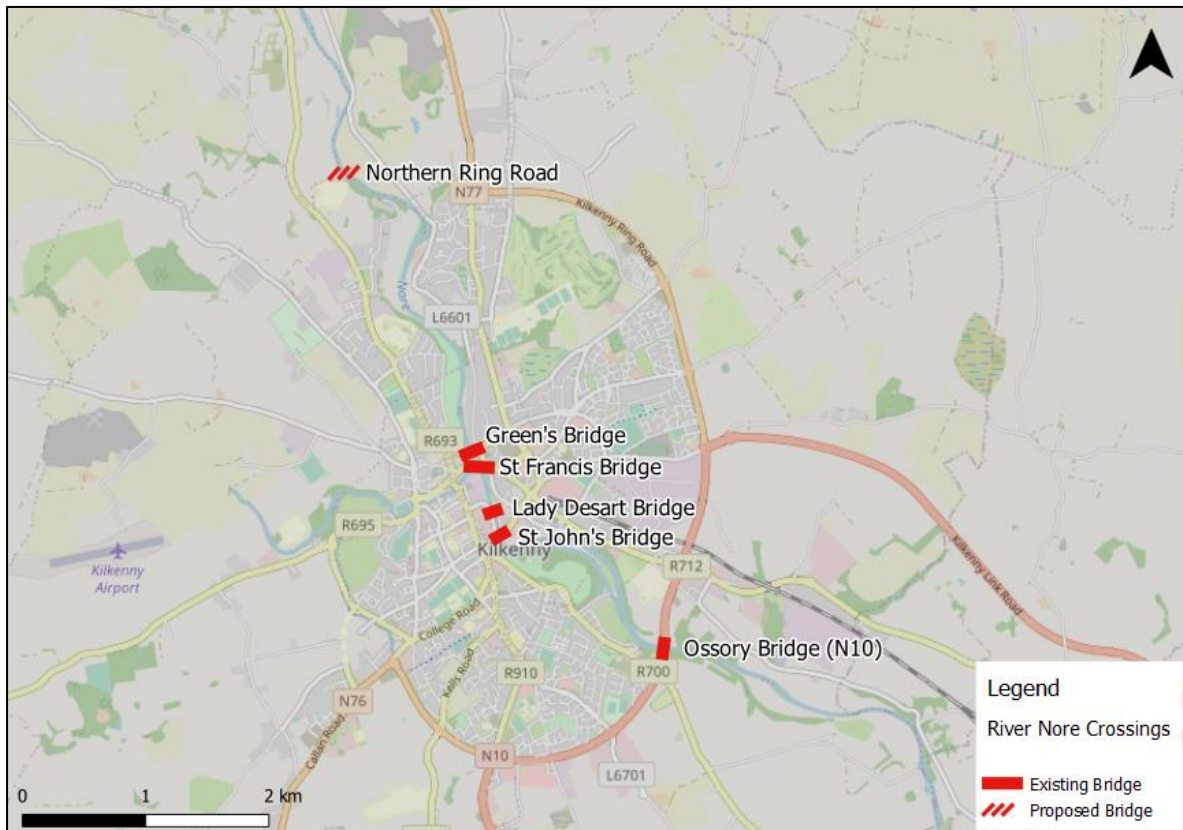 Northern Ring Road
N77
Kilkenny Ring Road
Nore
L6601
Green's Bridge
R693
St Francis Bridge
Lady Desart Bridge
R695
St John's Bridge
Kilkenny
Kilkenny
Airport
R712
Kilkenny Link Road
College Road
Ossory Bridge (N10)
Kells Road
R910
R700
N76
Callan Road
N10
L6701
Legend
River Nore Crossings
Existing Bridge
Proposed Bridge
0 1 2 km